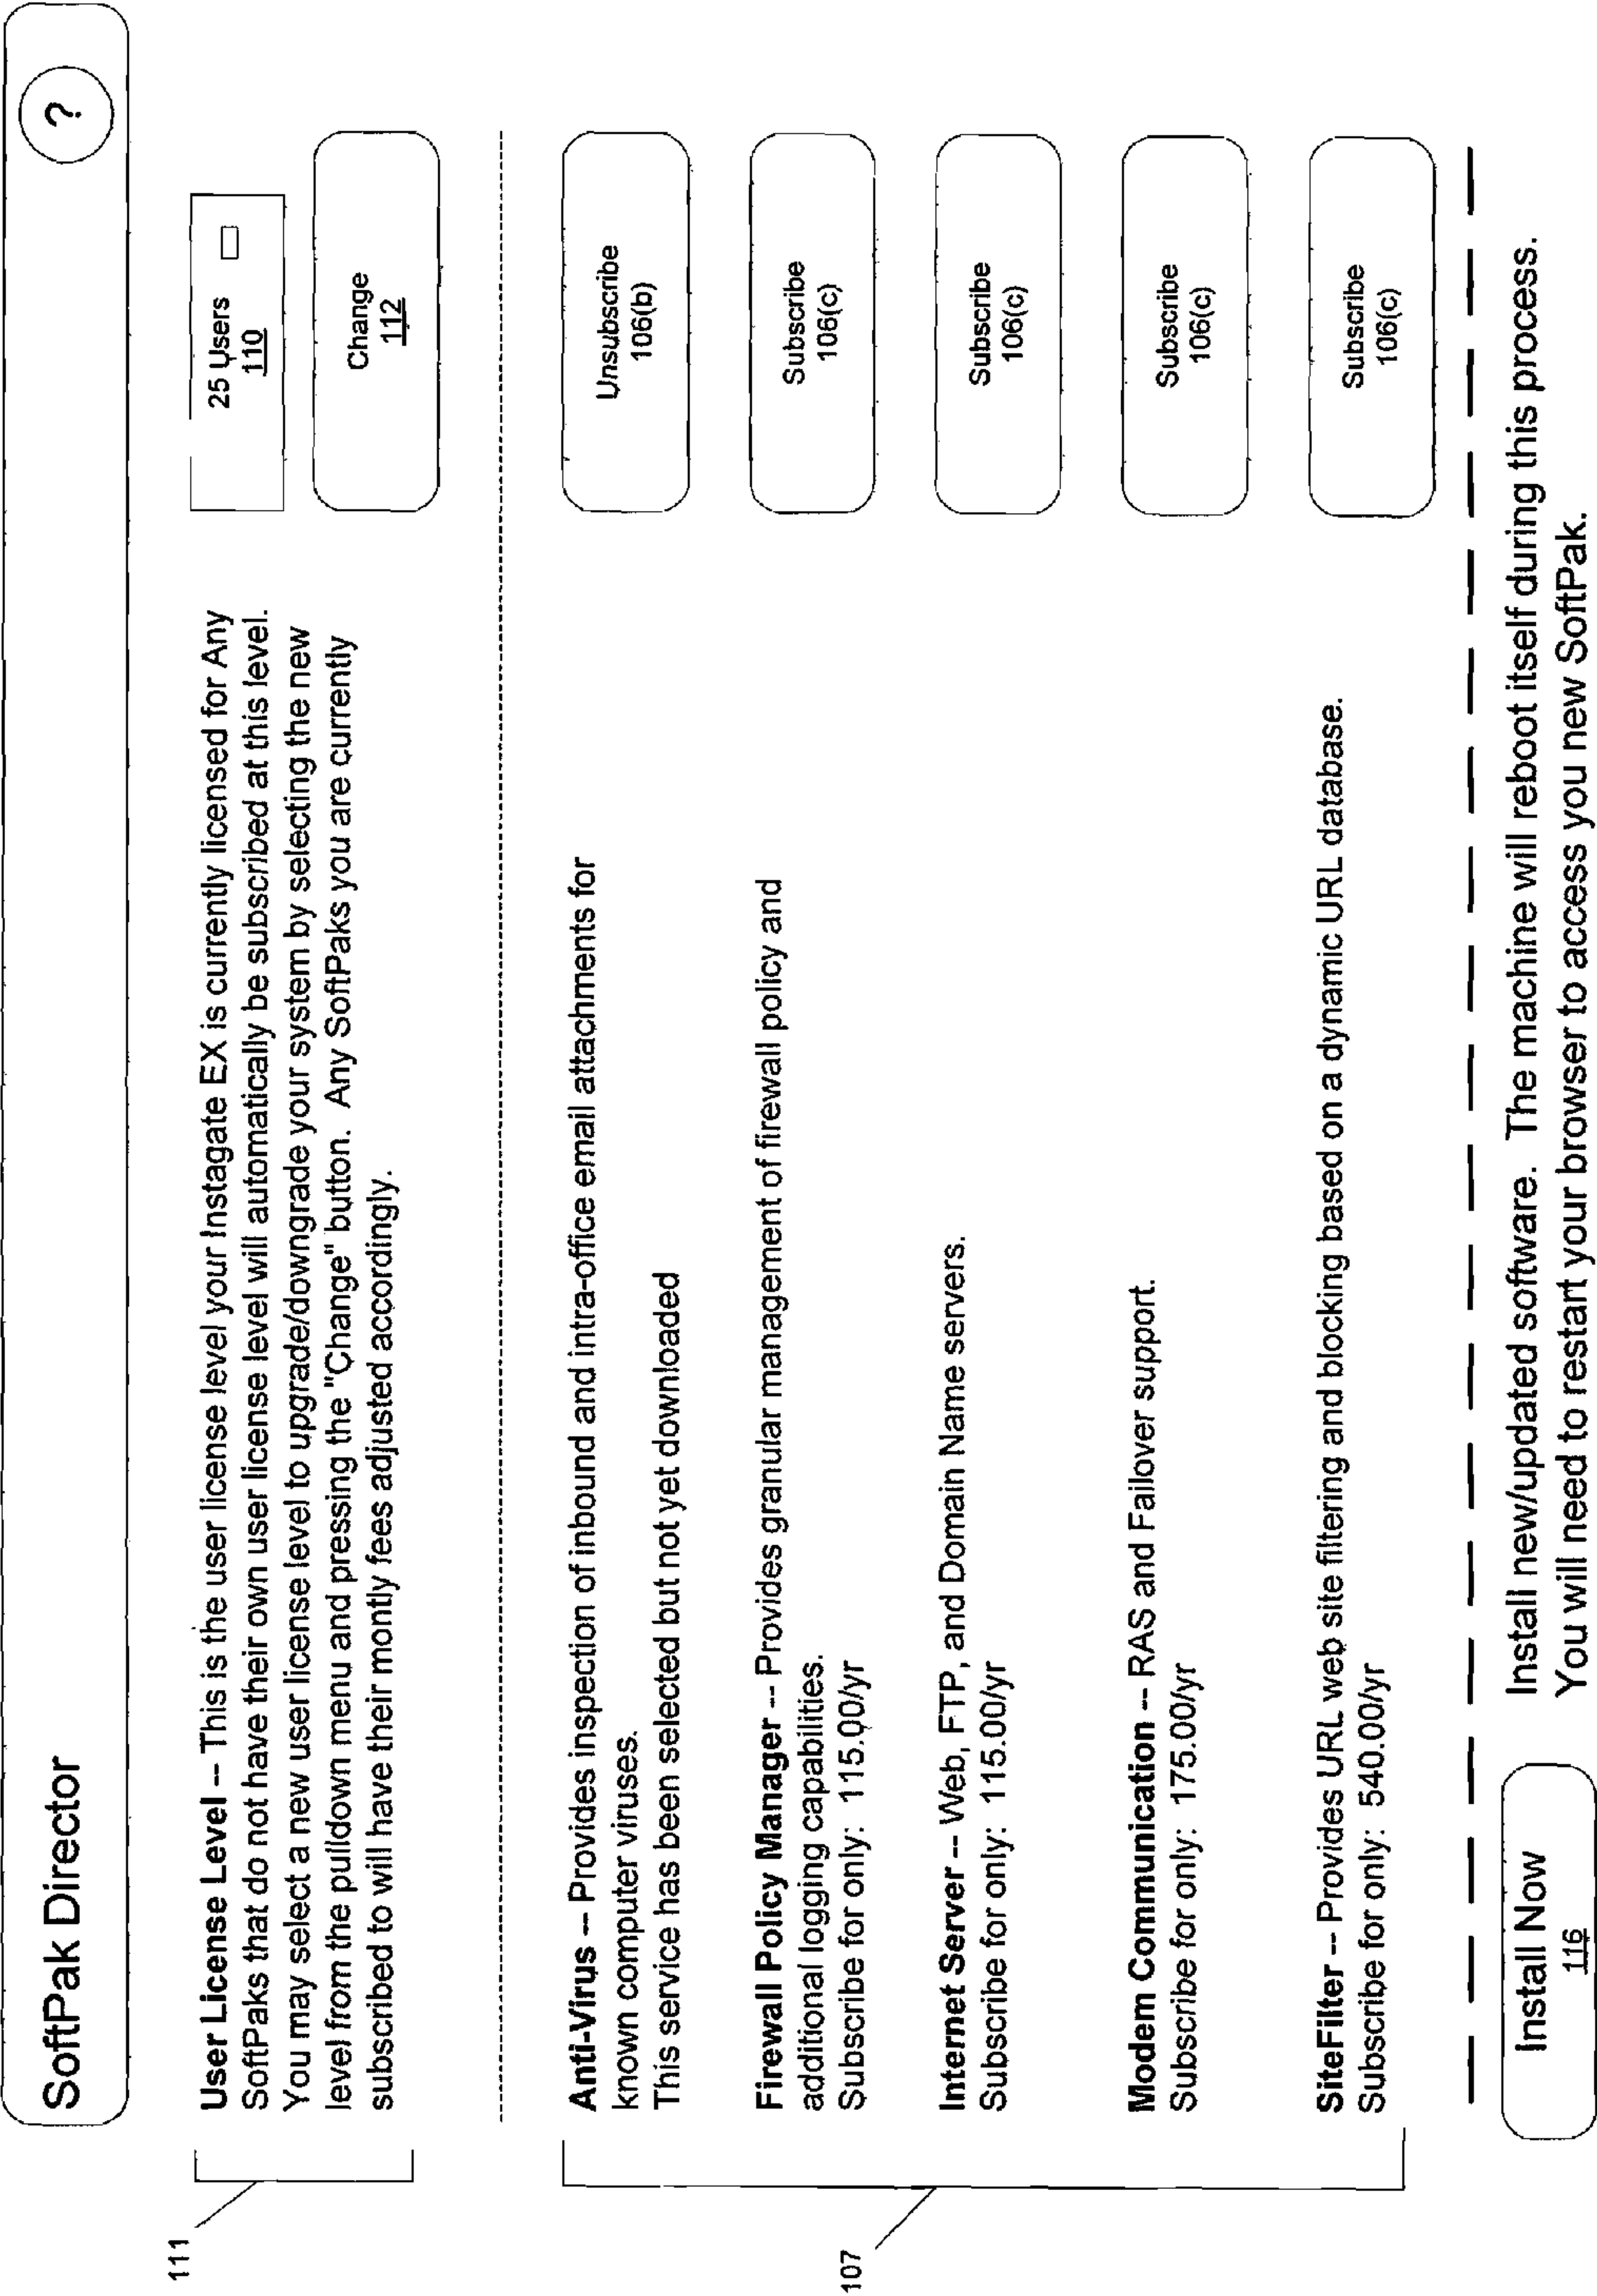 SoftPak Director
?
111
User License Level -- This is the user license level your Instagate EX is currently licensed for Any
SoftPaks that do not have their own user license level will automatically be subscribed at this level.
You may select a new user license level to upgrade/downgrade your system by selecting the new
level from the pulldown menu and pressing the "Change" button.  Any SoftPaks you are currently
subscribed to will have their montly fees adjusted accordingly.
25 Users
110
Change
112
107
Anti-Virus -- Provides inspection of inbound and intra-office email attachments for
known computer viruses.
This service has been selected but not yet downloaded
Unsubscribe
106(b)
Firewall Policy Manager -- Provides granular management of firewall policy and
additional logging capabilities.
Subscribe for only:  115.00/yr
Subscribe
106(c)
Internet Server -- Web, FTP, and Domain Name servers.
Subscribe for only:  115.00/yr
Subscribe
106(c)
Modem Communication -- RAS and Failover support.
Subscribe for only:  175.00/yr
Subscribe
106(c)
SiteFilter -- Provides URL web site filtering and blocking based on a dynamic URL database.
Subscribe for only:  540.00/yr
Subscribe
106(c)
Install Now
116
Install new/updated software.  The machine will reboot itself during this process.
You will need to restart your browser to access you new SoftPak.